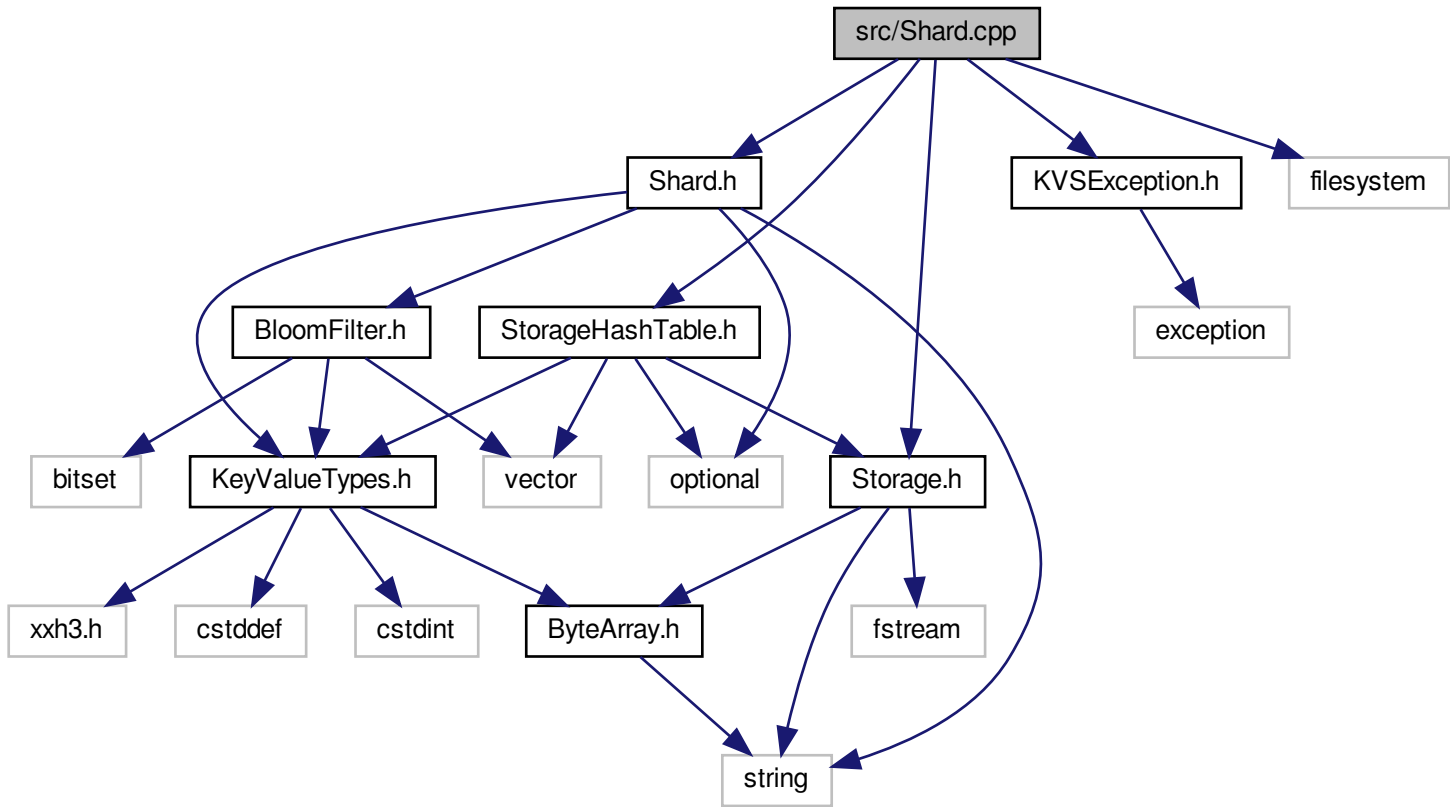 src/Shard.cpp
Shard.h
KVSException.h
filesystem
BloomFilter.h
StorageHashTable.h
exception
bitset
KeyValueTypes.h
vector
optional
Storage.h
xxh3.h
cstddef
cstdint
ByteArray.h
fstream
string